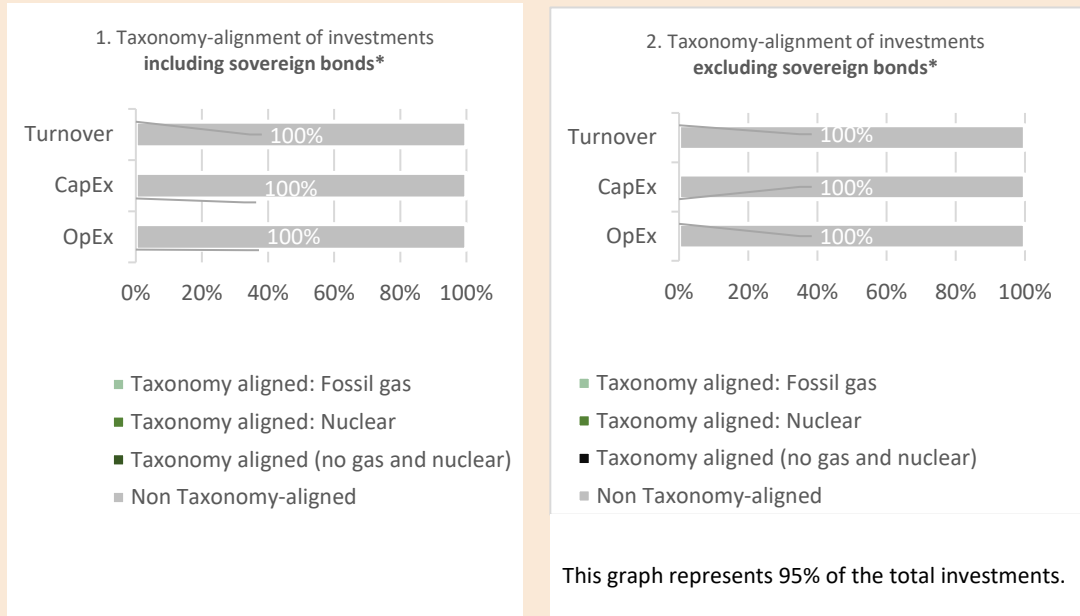 1. Taxonomy-alignment of investments
including sovereign bonds*
Turnover
100%
CapEx
100%
OpEx
100%
0% 20% 40% 60% 80% 100%
Taxonomy aligned: Fossil gas
Taxonomy aligned: Nuclear
Taxonomy aligned (no gas and nuclear)
Non Taxonomy-aligned
2. Taxonomy-alignment of investments
excluding sovereign bonds*
Turnover
100%
CapEx
100%
OpEx
100%
0% 20% 40% 60% 80% 100%
Taxonomy aligned: Fossil gas
Taxonomy aligned: Nuclear
Taxonomy aligned (no gas and nuclear)
Non Taxonomy-aligned
This graph represents 95% of the total investments.